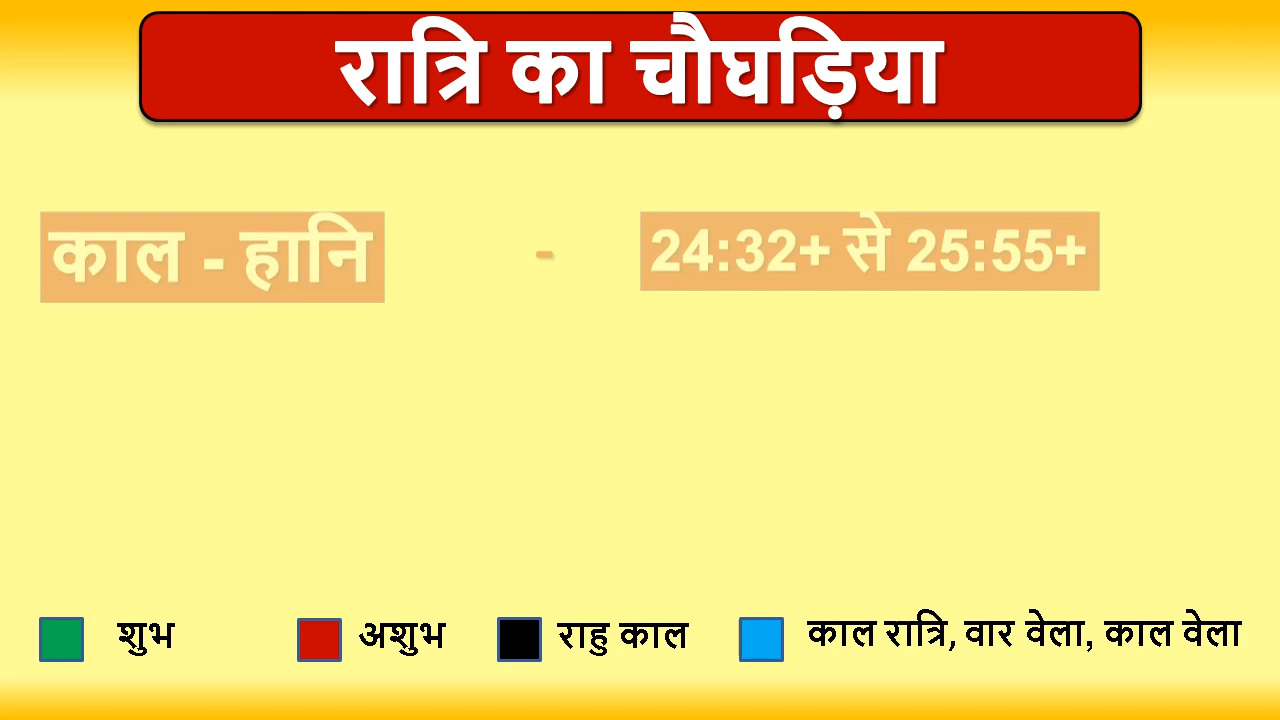 रात्रि का चौघड़िया
काल - हानि - 24:32+ से 25:55+
शुभ अशुभ राहु काल काल रात्रि, वार वेला, काल वेला